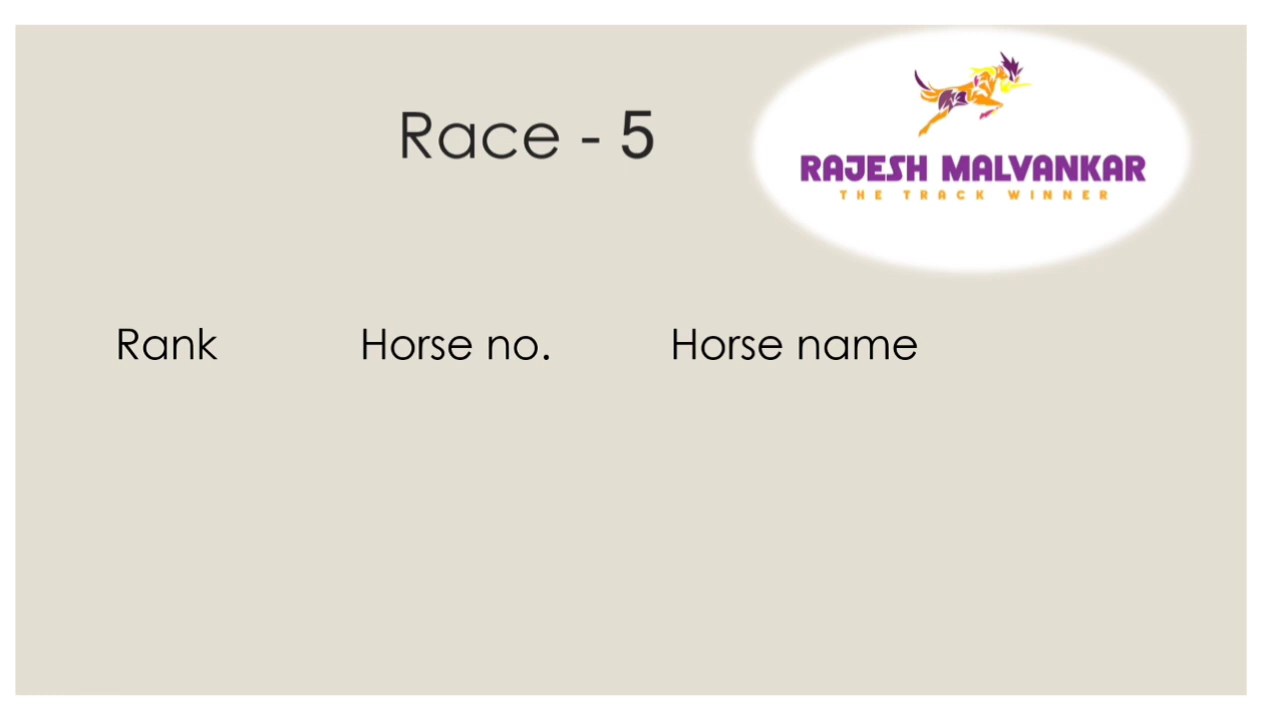 Race - 5
RAJESH MALVANKAR
THE TRACK WINNER
Rank Horse no. Horse name